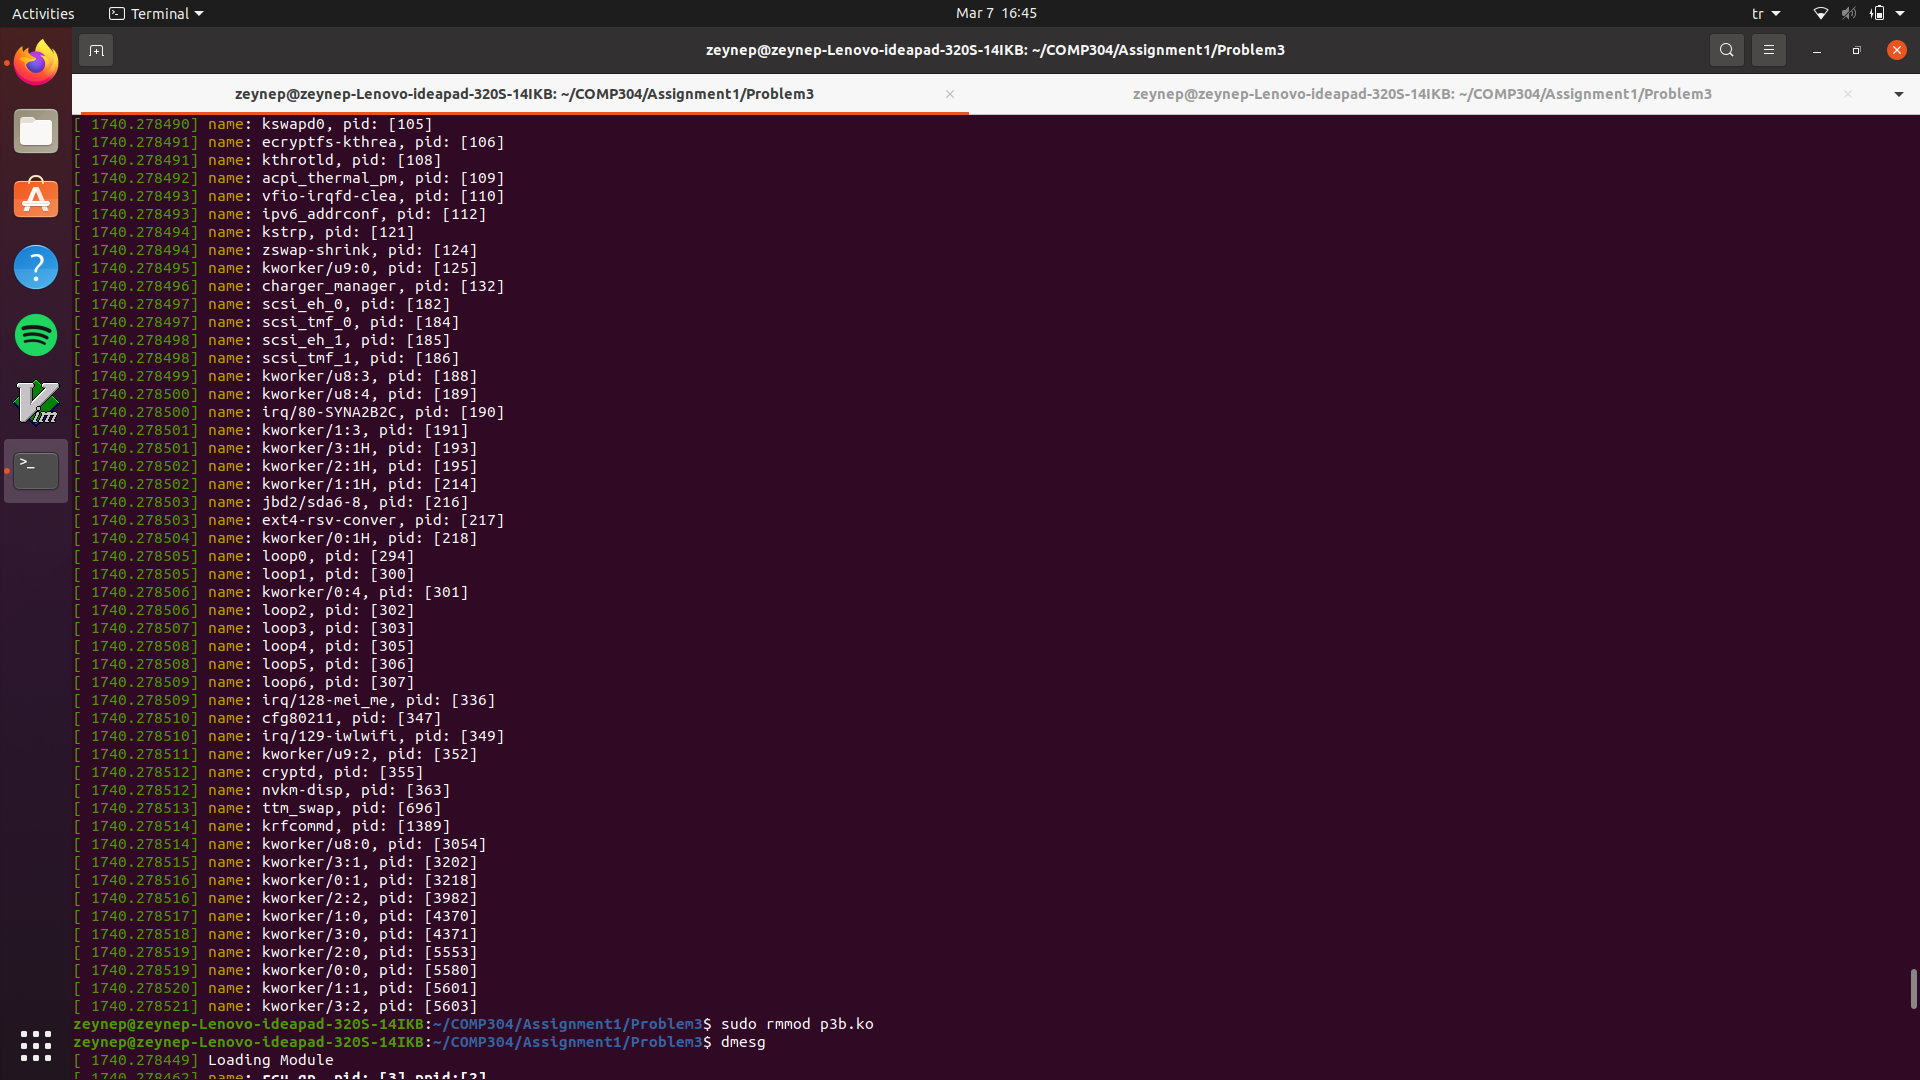 Activities
Terminal
Mar 7 16:45
tr
zeynep@zeynep-Lenovo-ideapad-320S-14IKB: ~/COMP304/Assignment1/Problem3
zeynep@zeynep-Lenovo-ideapad-320S-14IKB: ~/COMP304/Assignment1/Problem3
zeynep@zeynep-Lenovo-ideapad-320S-14IKB: ~/COMP304/Assignment1/Problem3
[ 1740.278490] name: kswapd0, pid: [105]
[ 1740.278491] name: ecryptfs-kthrea, pid: [106]
[ 1740.278491] name: kthrotld, pid: [108]
[ 1740.278492] name: acpi_thermal_pm, pid: [109]
[ 1740.278493] name: vfio-irqfd-clea, pid: [110]
[ 1740.278493] name: ipv6_addrconf, pid: [112]
[ 1740.278494] name: kstrp, pid: [121]
[ 1740.278494] name: zswap-shrink, pid: [124]
[ 1740.278495] name: kworker/u9:0, pid: [125]
[ 1740.278496] name: charger_manager, pid: [132]
[ 1740.278497] name: scsi_eh_0, pid: [182]
[ 1740.278497] name: scsi_tmf_0, pid: [184]
[ 1740.278498] name: scsi_eh_1, pid: [185]
[ 1740.278498] name: scsi_tmf_1, pid: [186]
[ 1740.278499] name: kworker/u8:3, pid: [188]
[ 1740.278500] name: kworker/u8:4, pid: [189]
[ 1740.278500] name: irq/80-SYNA2B2C, pid: [190]
[ 1740.278501] name: kworker/1:3, pid: [191]
[ 1740.278501] name: kworker/3:1H, pid: [193]
[ 1740.278502] name: kworker/2:1H, pid: [195]
[ 1740.278502] name: kworker/1:1H, pid: [214]
[ 1740.278503] name: jbd2/sda6-8, pid: [216]
[ 1740.278503] name: ext4-rsv-conver, pid: [217]
[ 1740.278504] name: kworker/0:1H, pid: [218]
[ 1740.278505] name: loop0, pid: [294]
[ 1740.278505] name: loop1, pid: [300]
[ 1740.278506] name: kworker/0:4, pid: [301]
[ 1740.278506] name: loop2, pid: [302]
[ 1740.278507] name: loop3, pid: [303]
[ 1740.278508] name: loop4, pid: [305]
[ 1740.278508] name: loop5, pid: [306]
[ 1740.278509] name: loop6, pid: [307]
[ 1740.278509] name: irq/128-mei_me, pid: [336]
[ 1740.278510] name: cfg80211, pid: [347]
[ 1740.278510] name: irq/129-iwlwifi, pid: [349]
[ 1740.278511] name: kworker/u9:2, pid: [352]
[ 1740.278512] name: cryptd, pid: [355]
[ 1740.278512] name: nvkm-disp, pid: [363]
[ 1740.278513] name: ttm_swap, pid: [696]
[ 1740.278514] name: krfcommd, pid: [1389]
[ 1740.278514] name: kworker/u8:0, pid: [3054]
[ 1740.278515] name: kworker/3:1, pid: [3202]
[ 1740.278516] name: kworker/0:1, pid: [3218]
[ 1740.278516] name: kworker/2:2, pid: [3982]
[ 1740.278517] name: kworker/1:0, pid: [4370]
[ 1740.278518] name: kworker/3:0, pid: [4371]
[ 1740.278519] name: kworker/2:0, pid: [5553]
[ 1740.278519] name: kworker/0:0, pid: [5580]
[ 1740.278520] name: kworker/1:1, pid: [5601]
[ 1740.278521] name: kworker/3:2, pid: [5603]
zeynep@zeynep-Lenovo-ideapad-320S-14IKB:~/COMP304/Assignment1/Problem3$ sudo rmmod p3b.ko
zeynep@zeynep-Lenovo-ideapad-320S-14IKB:~/COMP304/Assignment1/Problem3$ dmesg
[ 1740.278449] Loading Module
[ 1740.278462] name: rcu_gp, pid: [3] ppid:[2]